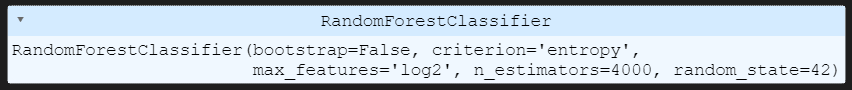 RandomForestClassifier
RandomForestClassifier(bootstrap=False, criterion='entropy',
max_features='log2', n_estimators=4000, random_state=42)